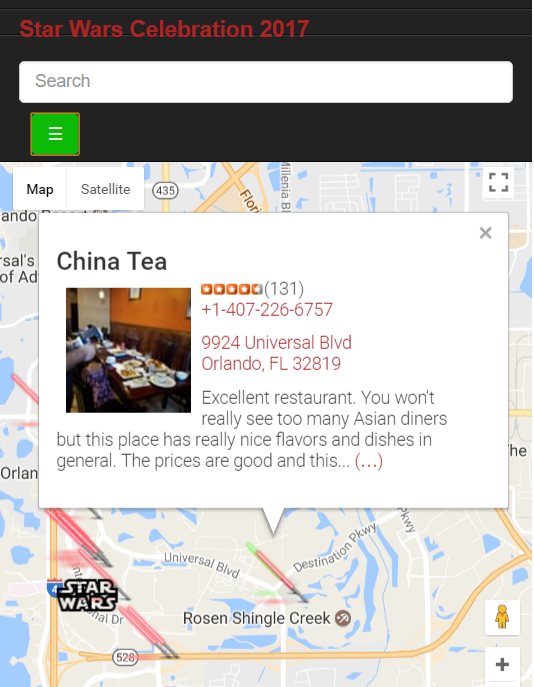 Star Wars Celebration 2017
Search
☰
Map Satellite
435
Millenia Bl
Flori
ando
rsal's
of Ad
China Tea
×
(131)
+1-407-226-6757
9924 Universal Blvd
Orlando, FL 32819
Excellent restaurant. You won't
really see too many Asian diners
but this place has really nice flavors and dishes in
general. The prices are good and this... (...)
he
Orlan
Pkwy
Universal Blvd
Destination Pkwy
Inte
4
STAR
WARS
nal Dr
Rosen Shingle Creek
528
+